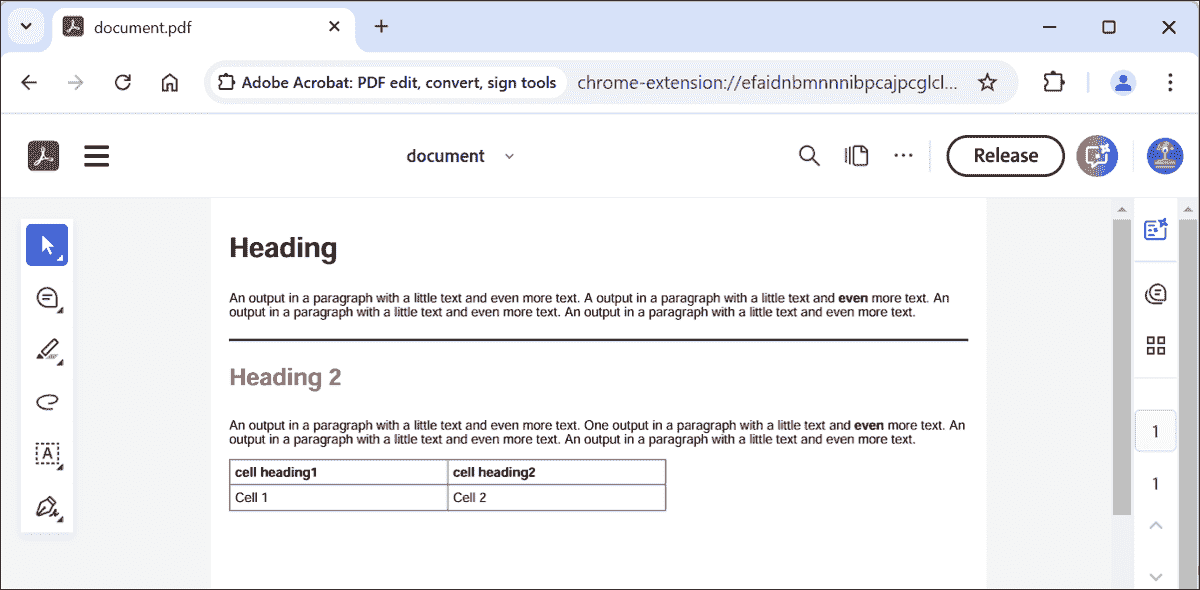 document.pdf
Adobe Acrobat: PDF edit, convert, sign tools chrome-extension://efaidnbmnnnibpcajpcglcl...
document
Release
Heading
An output in a paragraph with a little text and even more text. A output in a paragraph with a little text and even more text. An
output in a paragraph with a little text and even more text. An output in a paragraph with a little text and even more text.
Heading 2
An output in a paragraph with a little text and even more text. One output in a paragraph with a little text and even more text. An
output in a paragraph with a little text and even more text. An output in a paragraph with a little text and even more text.
cell heading1 cell heading2
Cell 1 Cell 2
A
1
1